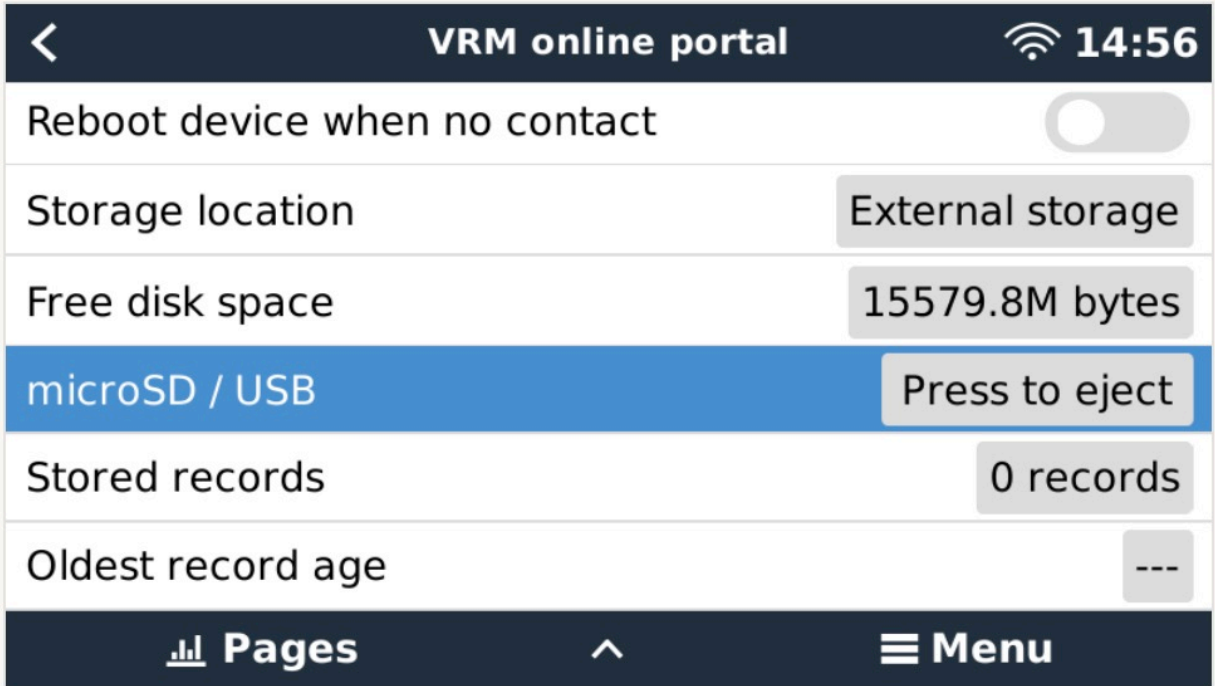 VRM online portal 14:56
Reboot device when no contact
Storage location External storage
Free disk space 15579.8M bytes
microSD / USB Press to eject
Stored records 0 records
Oldest record age ---
Pages Menu